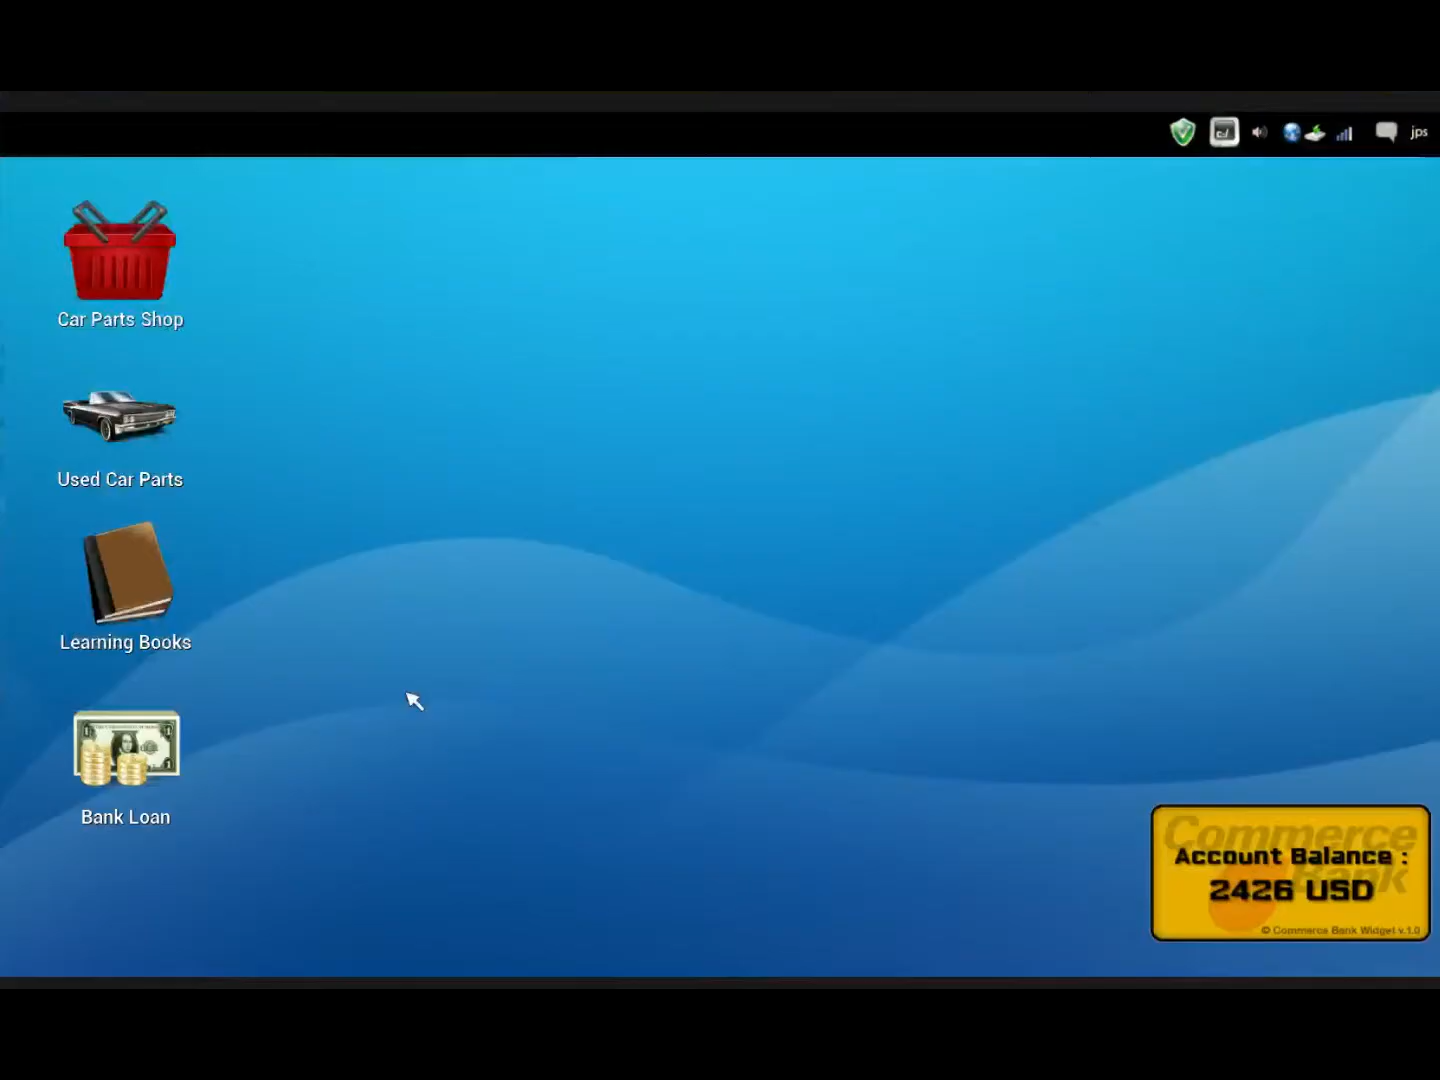 c:/
jps
Car Parts Shop
Used Car Parts
Learning Books
Bank Loan
Commerce
Bank
Account Balance :
2426 USD
© Commerce Bank Widget v.1.0